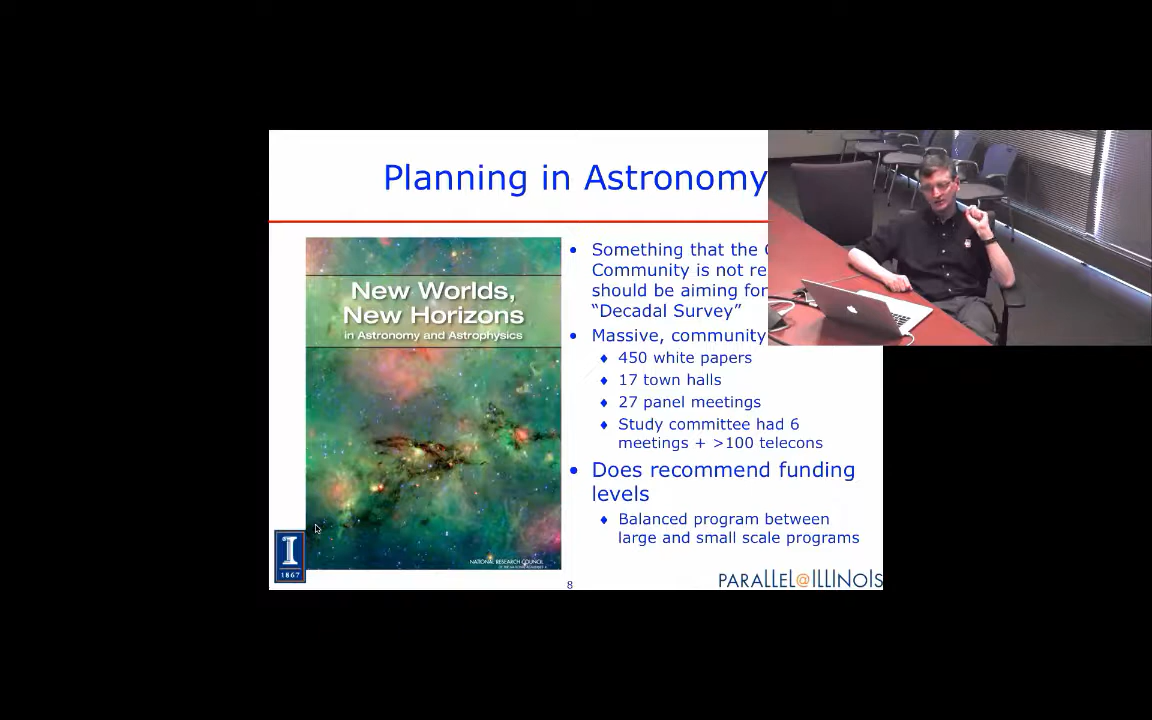 Planning in Astronomy
New Worlds,
New Horizons
in Astronomy and Astrophysics
NATIONAL RESEARCH COUNCIL
• Something that the
Community is not re
should be aiming for
“Decadal Survey”
• Massive, community
♦ 450 white papers
♦ 17 town halls
♦ 27 panel meetings
♦ Study committee had 6
meetings + >100 telecons
• Does recommend funding
levels
♦ Balanced program between
large and small scale programs
I
1867
8
PARALLEL@ILLINOIS